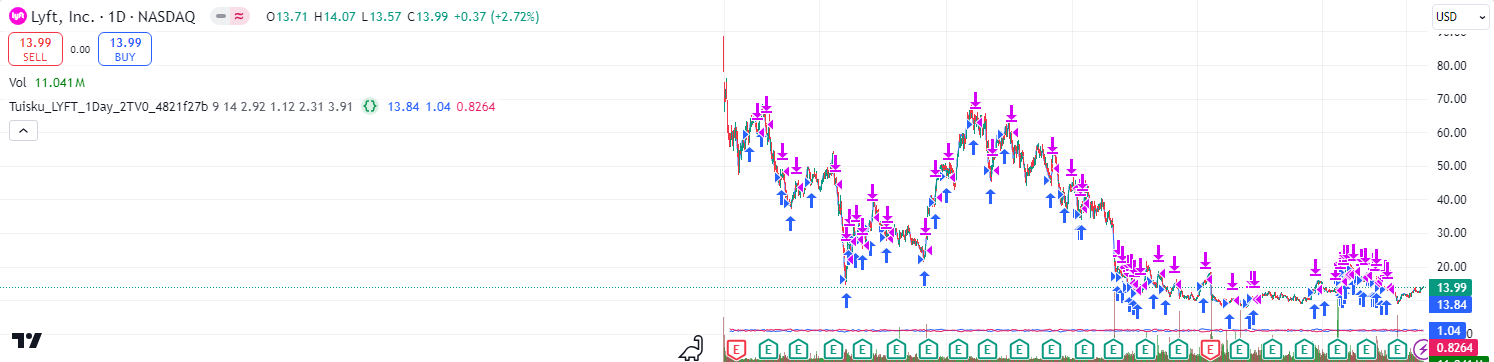 Lyft, Inc. · 1D · NASDAQ O13.71 H14.07 L13.57 C13.99 +0.37 (+2.72%)
USD
13.99 SELL 0.00 13.99 BUY
Vol 11.041 M
Tuisku_LYFT_1Day_2TV0_4821f27b 9 14 2.92 1.12 2.31 3.91 {} 13.84 1.04 0.8264
80.00
70.00
60.00
50.00
40.00
30.00
20.00
13.99
13.84
1.04
0.8264
E E E E E E E E E E E E E E E E E E E E E E E